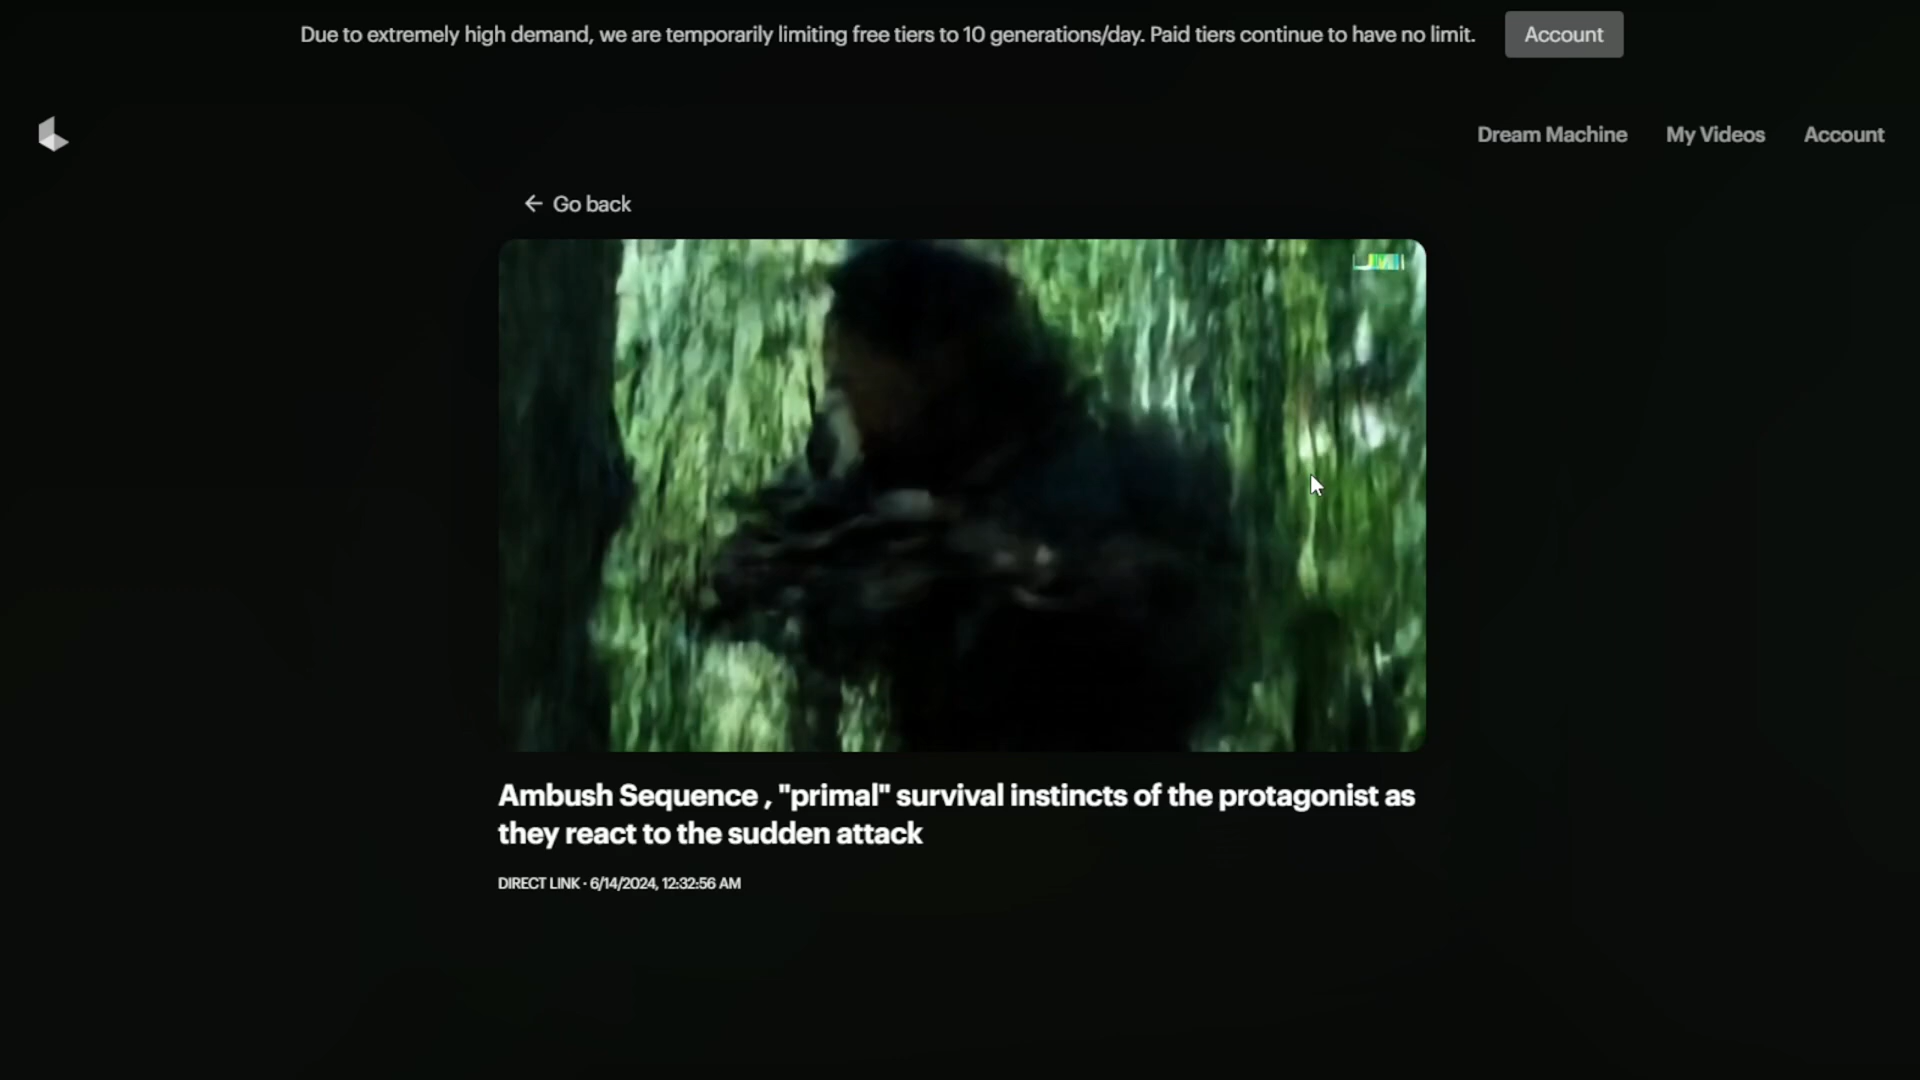 Due to extremely high demand, we are temporarily limiting free tiers to 10 generations/day. Paid tiers continue to have no limit. Account
Dream Machine My Videos Account
← Go back
Ambush Sequence , "primal" survival instincts of the protagonist as
they react to the sudden attack
DIRECT LINK · 6/14/2024, 12:32:56 AM